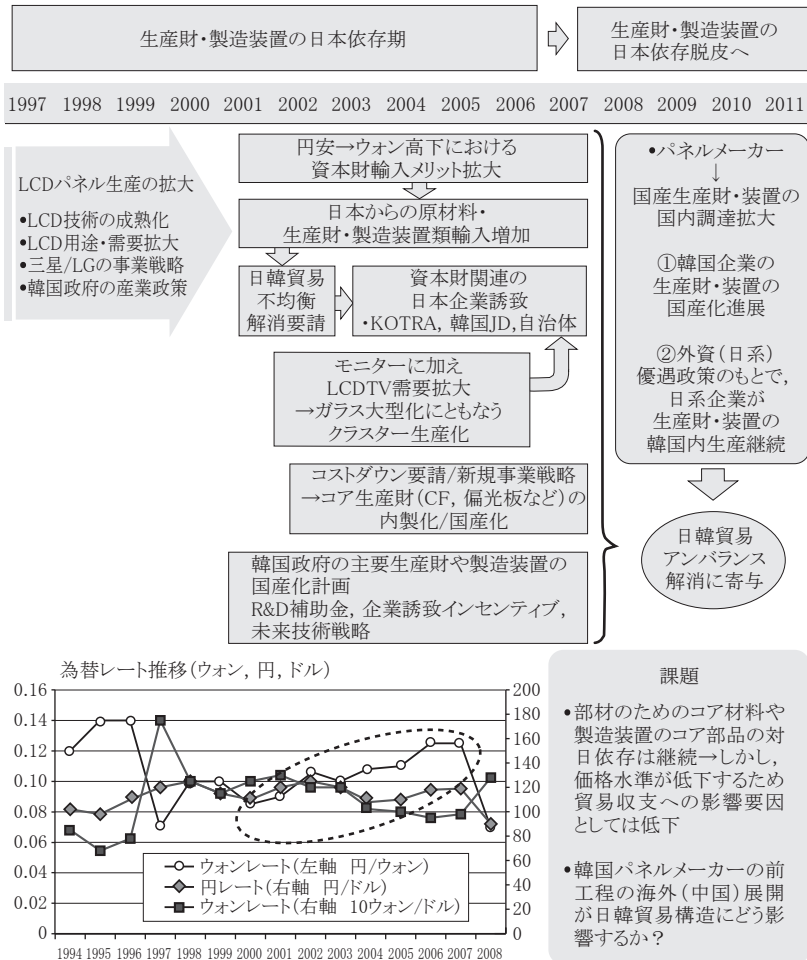 生産財・製造装置の日本依存期
生産財・製造装置の
日本依存脱皮へ
1997 1998 1999 2000 2001 2002 2003 2004 2005 2006 2007 2008 2009 2010 2011
LCDパネル生産の拡大
•LCD技術の成熟化
•LCD用途・需要拡大
•三星/LGの事業戦略
•韓国政府の産業政策
円安→ウォン高下における
資本財輸入メリット拡大
日本からの原材料・
生産財・製造装置類輸入増加
日韓貿易
不均衡
解消要請
資本財関連の
日本企業誘致
・KOTRA, 韓国JD,自治体
モニターに加え
LCDTV需要拡大
→ガラス大型化にともなう
クラスター生産化
コストダウン要請/新規事業戦略
→コア生産財(CF, 偏光板など)の
内製化/国産化
韓国政府の主要生産財や製造装置の
国産化計画
R&D補助金, 企業誘致インセンティブ,
未来技術戦略
•パネルメーカー
↓
国産生産財・装置の
国内調達拡大
①韓国企業の
生産財・装置の
国産化進展
②外資(日系)
優遇政策のもとで,
日系企業が
生産財・装置の
韓国内生産継続
日韓貿易
アンバランス
解消に寄与
為替レート推移(ウォン, 円, ドル)
0.16
0.14
0.12
0.10
0.08
0.06
0.04
0.02
0
200
180
160
140
120
100
80
60
40
20
0
ウォンレート(左軸 円/ウォン)
円レート(右軸 円/ドル)
ウォンレート(右軸 10ウォン/ドル)
1994 1995 1996 1997 1998 1999 2000 2001 2002 2003 2004 2005 2006 2007 2008
課題
•部材のためのコア材料や
製造装置のコア部品の対
日依存は継続→しかし,
価格水準が低下するため
貿易収支への影響要因
としては低下
•韓国パネルメーカーの前
工程の海外(中国)展開
が日韓貿易構造にどう影
響するか？